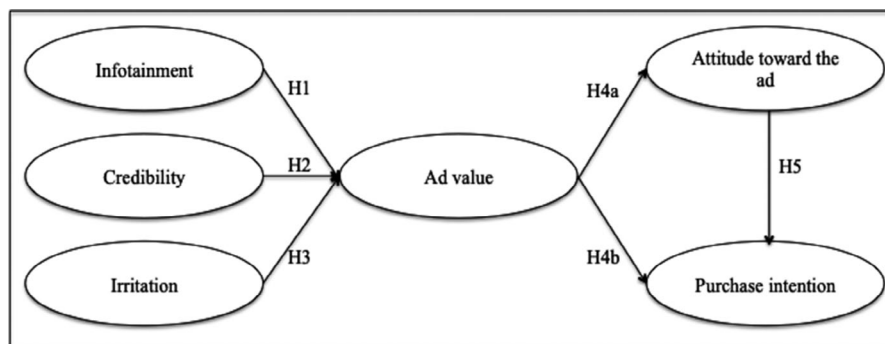 Infotainment
H1
Attitude toward the
ad
H4a
Credibility
H2
Ad value
H5
Irritation
H3
H4b
Purchase intention